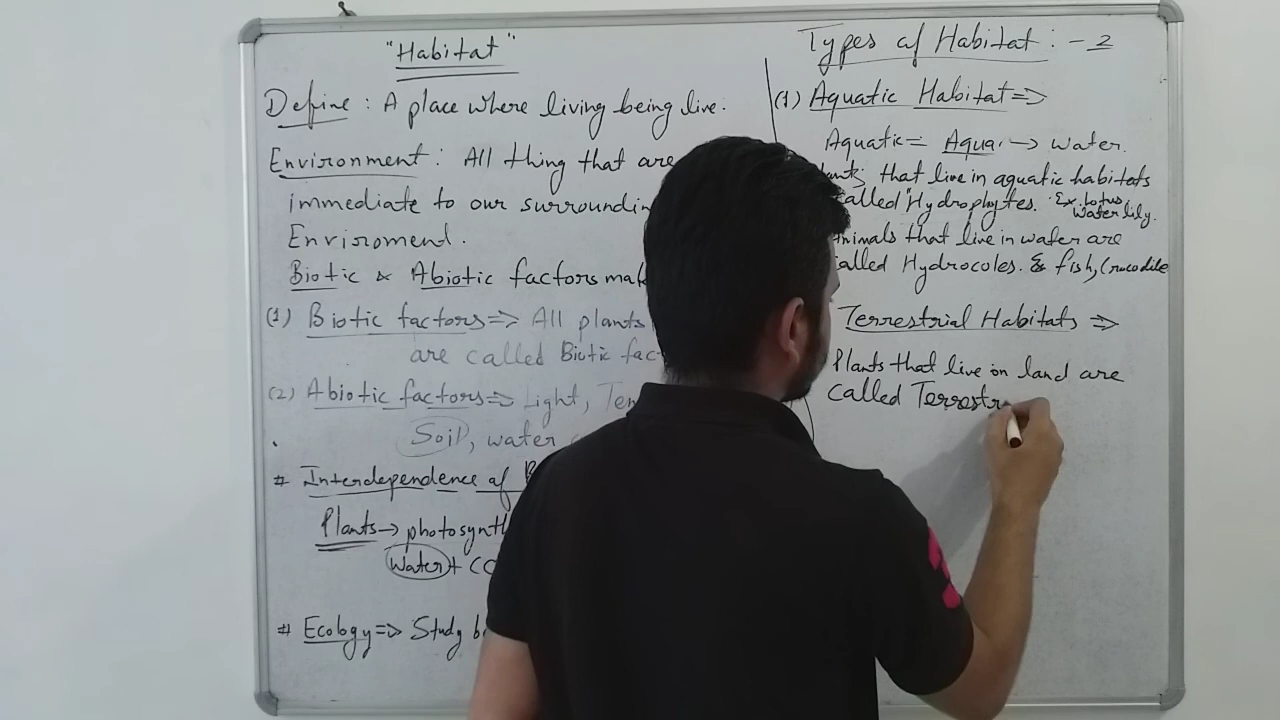 "Habitat"
Define : A place where living being live.
Environment : All thing that are
immediate to our surroundin
Enviroment.
Biotic & Abiotic factors mak
(1) Biotic factors => All plants
are called Biotic fac
(2) Abiotic factors => Light, Tem
Soil, water
# Interdependence of B
Plants -> photosynth
Water + CO
# Ecology => Study b
Types of Habitat : - 2
(1) Aquatic Habitat =>
Aquatic = Aqua -> water.
that live in aquatic habitats
called "Hydrophytes. Ex. Lotus,
Water lily.
Animals that live in water are
called Hydrocoles. Ex fish, Crocodile
Terrestrial Habitats =>
Plants that live on land are
called Terrestr